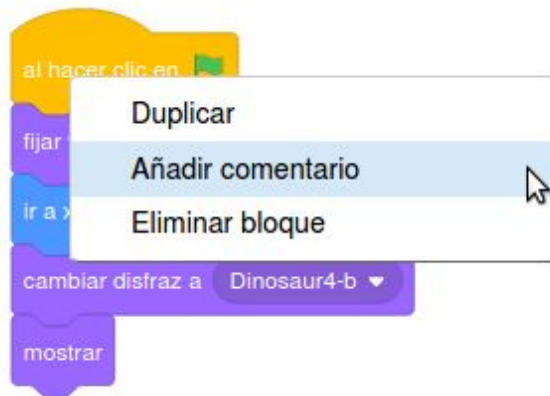 al hacer clic en
Duplicar
fijar
Añadir comentario
ir a x
Eliminar bloque
cambiar disfraz a Dinosaur4-b
mostrar